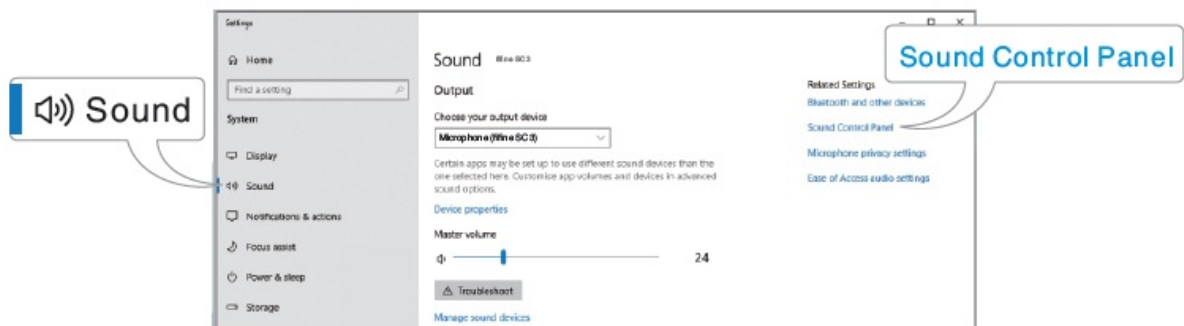 Settings
Home
Find a setting
System
Display
Sound
Notifications & actions
Focus assist
Power & sleep
Storage
Sound
Sound fifine SC3
Output
Choose your output device
Microphone (fifine SC3)
Certain apps may be set up to use different sound devices than the
one selected here. Customise app volumes and devices in advanced
sound options.
Device properties
Master volume
24
Troubleshoot
Manage sound devices
Sound Control Panel
Related Settings
Bluetooth and other devices
Sound Control Panel
Microphone privacy settings
Ease of Access audio settings